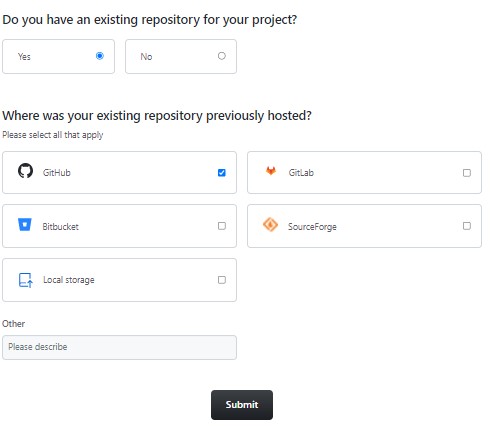 Do you have an existing repository for your project?
Yes
No
Where was your existing repository previously hosted?
Please select all that apply
GitHub
GitLab
Bitbucket
SourceForge
Local storage
Other
Please describe
Submit